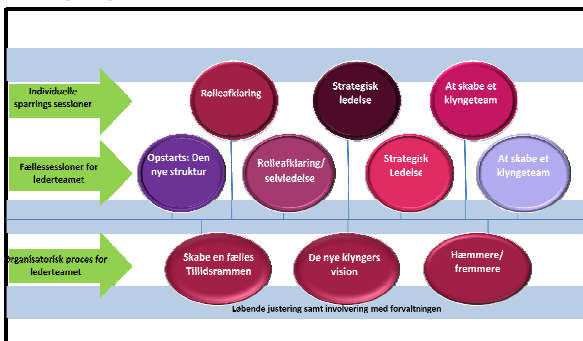 Individuelle
sparrings sessioner
Rolleafklaring
Strategisk
ledelse
At skabe et
klyngeteam
Fællessessioner for
lederteamet
Opstarts: Den
nye struktur
Rolleafklaring/
selvledelse
Strategisk
Ledelse
At skabe et
klyngeteam
Organisatorisk proces for
lederteamet
Skabe en fælles
Tillidsrammen
De nye klyngers
vision
Hæmmere/
fremmere
Løbende justering samt involvering med forvaltningen